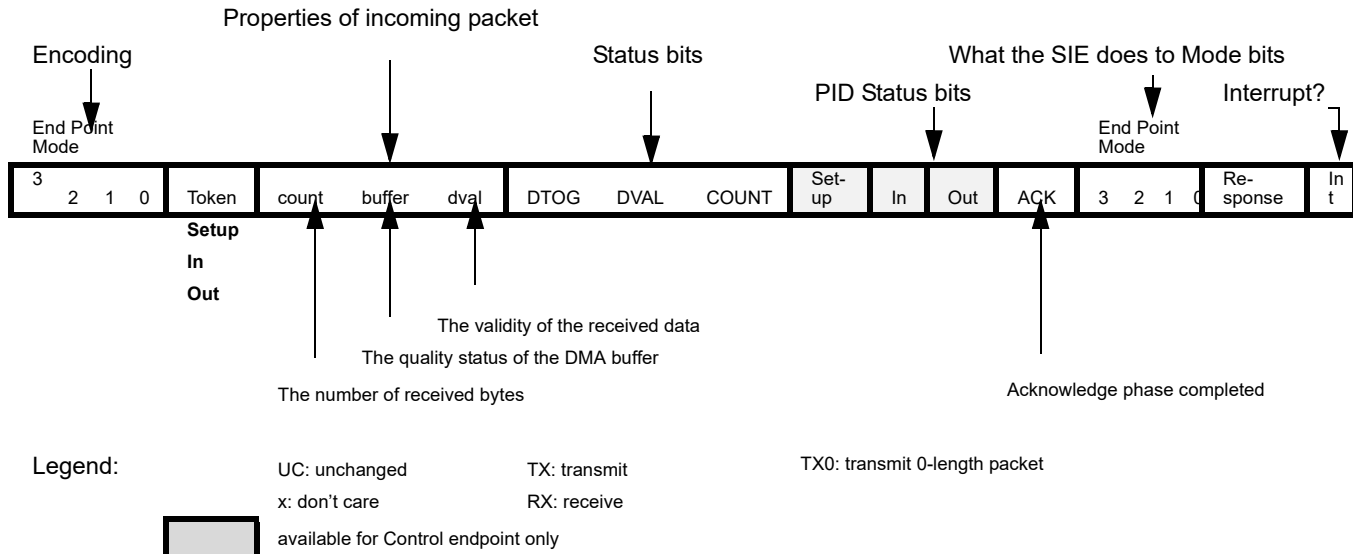 Properties of incoming packet
Encoding
Status bits
What the SIE does to Mode bits
PID Status bits
Interrupt?
End Point
Mode
End Point
Mode
3 2 1 0 Token count buffer dval DTOG DVAL COUNT Set-
up In Out ACK 3 2 1 0 Re-
sponse In
t
Setup
In
Out
The validity of the received data
The quality status of the DMA buffer
The number of received bytes
Acknowledge phase completed
Legend:
UC: unchanged TX: transmit TX0: transmit 0-length packet
x: don't care RX: receive
available for Control endpoint only